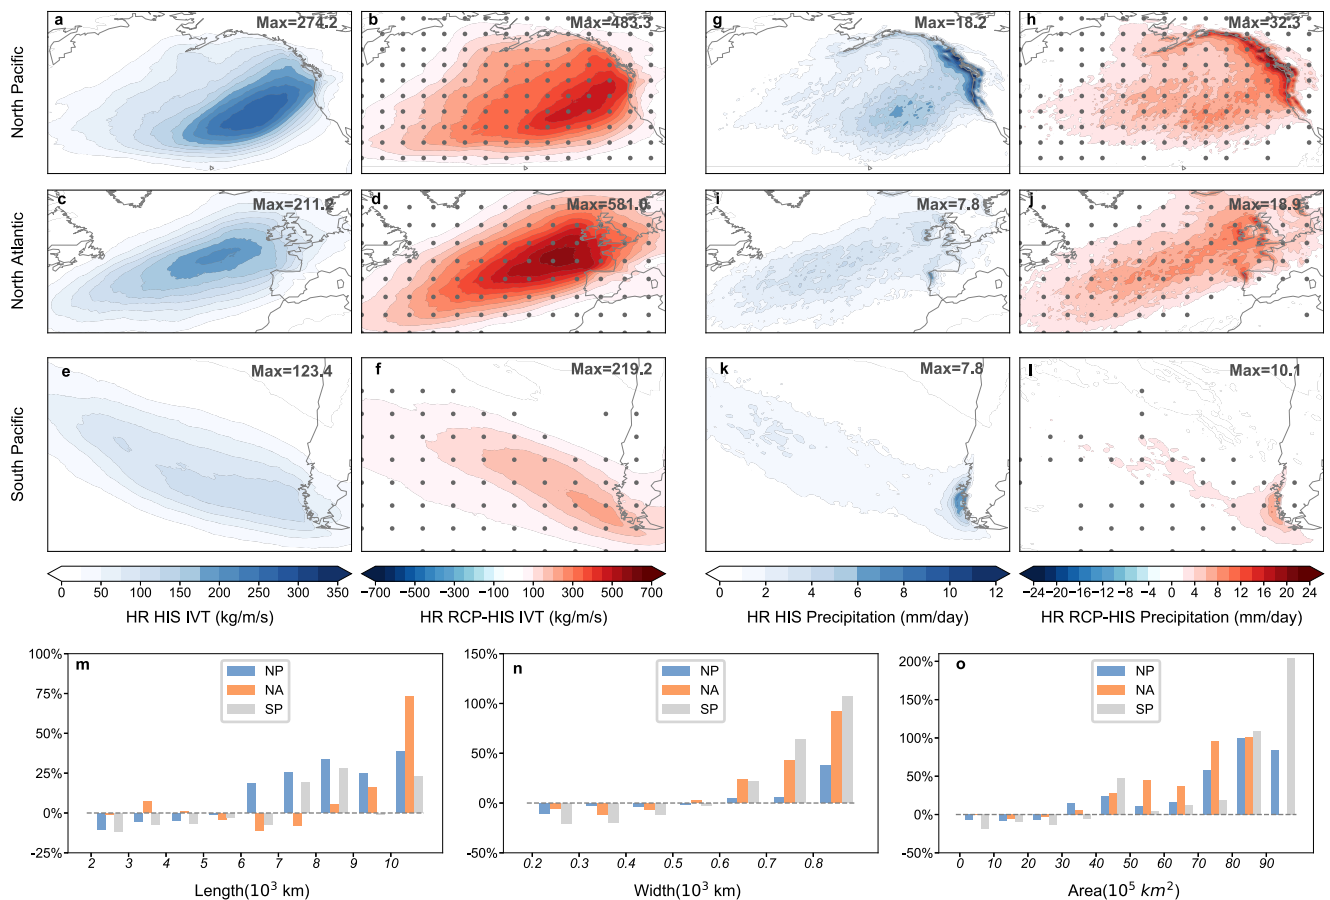 a Max=274.2 b Max=483.3 g Max=18.2 h Max=32.3
North Pacific
c Max=211.2 d Max=581.0 i Max=7.8 j Max=18.9
North Atlantic
e Max=123.4 f Max=219.2 k Max=7.8 l Max=10.1
South Pacific
0 50 100 150 200 250 300 350
HR HIS IVT (kg/m/s)
−700 −500 −300 −100 100 300 500 700
HR RCP-HIS IVT (kg/m/s)
0 2 4 6 8 10 12
HR HIS Precipitation (mm/day)
−24 −20 −16 −12 −8 −4 0 4 8 12 16 20 24
HR RCP-HIS Precipitation (mm/day)
m
NP
NA
SP
100%
75%
50%
25%
0%
-25%
2 3 4 5 6 7 8 9 10
Length(10³ km)
n
NP
NA
SP
150%
100%
50%
0%
-50%
0.2 0.3 0.4 0.5 0.6 0.7 0.8
Width(10³ km)
o
NP
NA
SP
200%
150%
100%
50%
0%
-50%
0 10 20 30 40 50 60 70 80 90
Area(10⁵ km²)